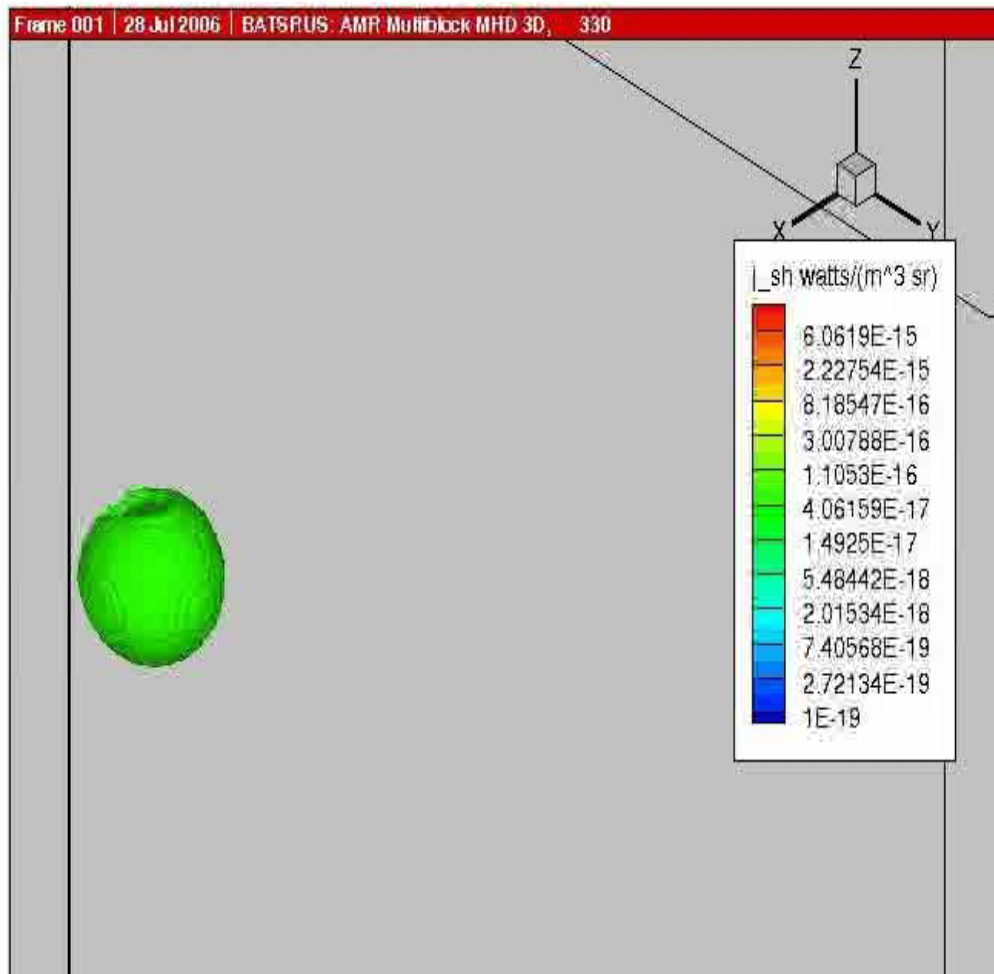 Frame 001 | 28 Jul 2006 | BATSRUS: AMR Multiblock MHD 3D, 330
Z
X
Y
j_sh watts/(m^3 sr)
6.0619E-15
2.22754E-15
8.18547E-16
3.00788E-16
1.1053E-16
4.06159E-17
1.4925E-17
5.48442E-18
2.01534E-18
7.40568E-19
2.72134E-19
1E-19